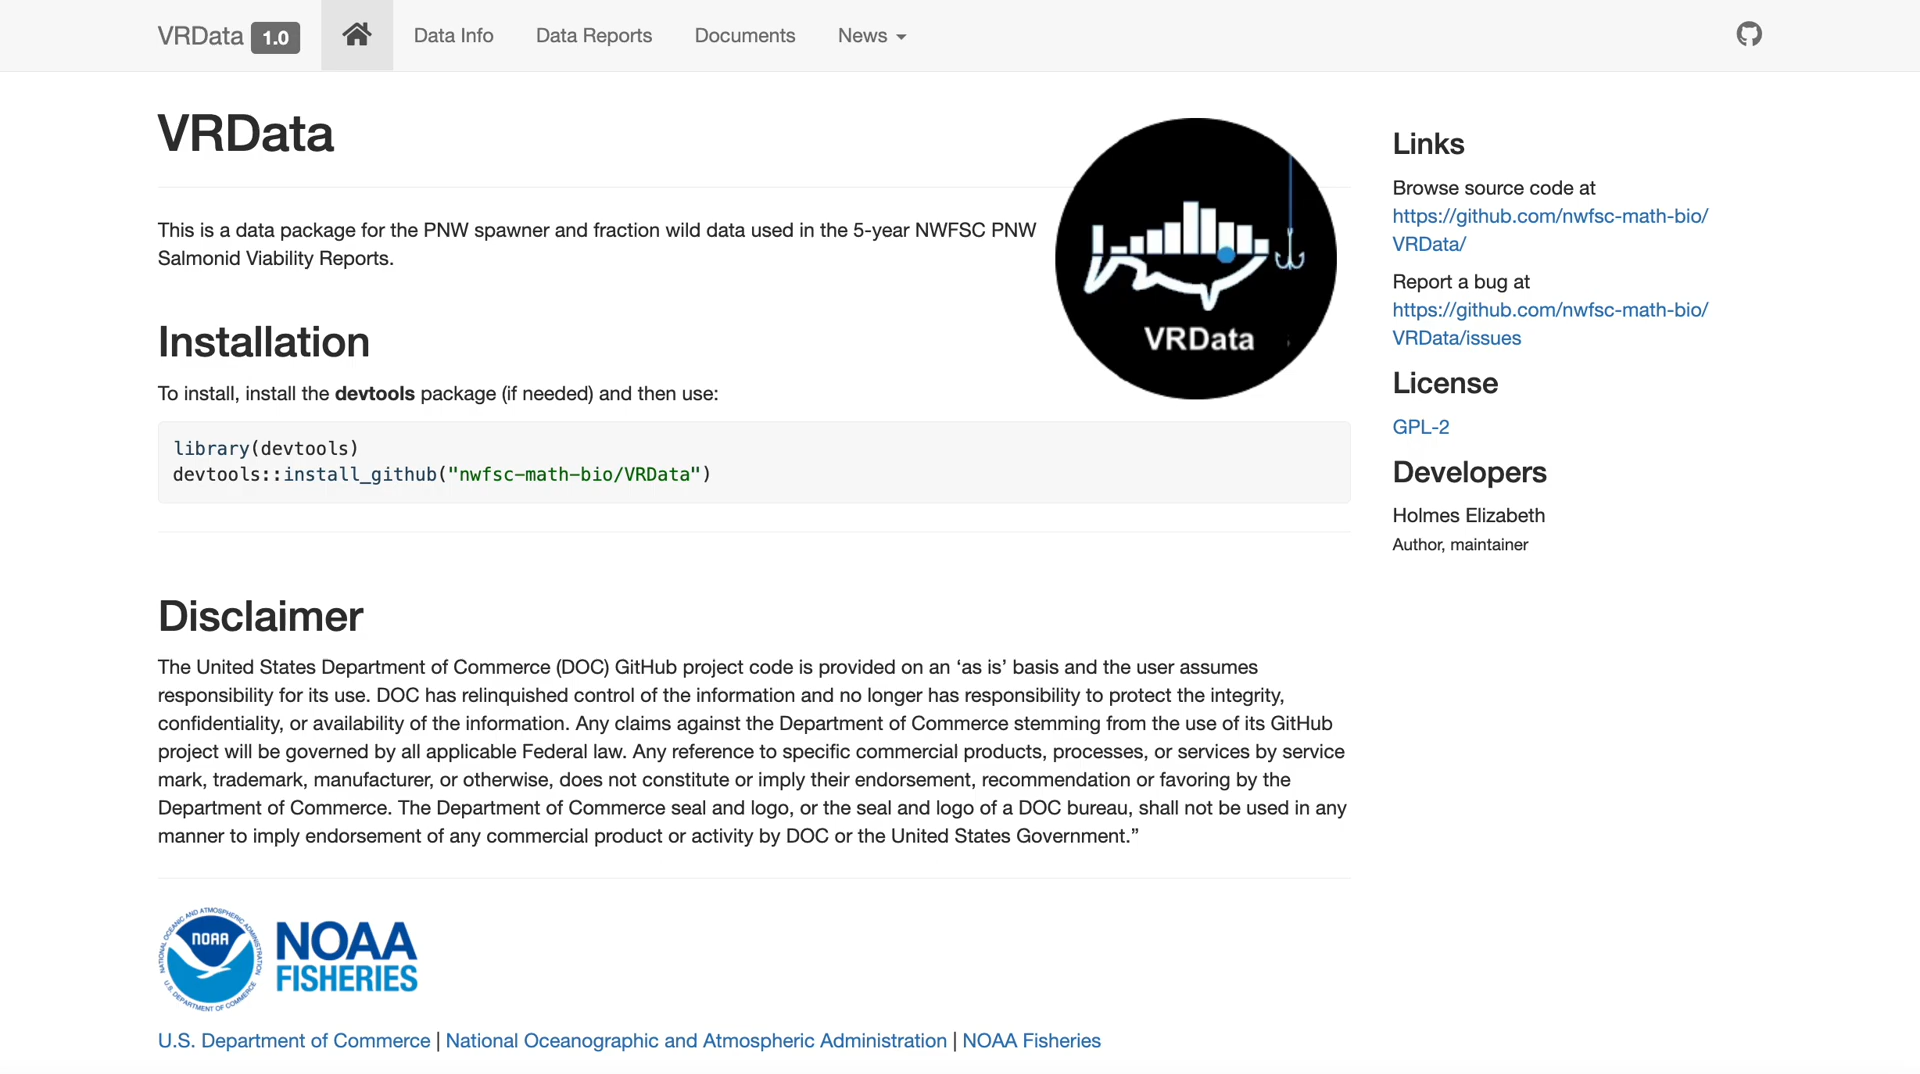 VRData 1.0 Data Info Data Reports Documents News
VRData
This is a data package for the PNW spawner and fraction wild data used in the 5-year NWFSC PNW
Salmonid Viability Reports.
VRData
Installation
To install, install the devtools package (if needed) and then use:
library(devtools)
devtools::install_github("nwfsc-math-bio/VRData")
Disclaimer
The United States Department of Commerce (DOC) GitHub project code is provided on an ‘as is’ basis and the user assumes
responsibility for its use. DOC has relinquished control of the information and no longer has responsibility to protect the integrity,
confidentiality, or availability of the information. Any claims against the Department of Commerce stemming from the use of its GitHub
project will be governed by all applicable Federal law. Any reference to specific commercial products, processes, or services by service
mark, trademark, manufacturer, or otherwise, does not constitute or imply their endorsement, recommendation or favoring by the
Department of Commerce. The Department of Commerce seal and logo, or the seal and logo of a DOC bureau, shall not be used in any
manner to imply endorsement of any commercial product or activity by DOC or the United States Government.”
NATIONAL OCEANIC AND ATMOSPHERIC ADMINISTRATION
U.S. DEPARTMENT OF COMMERCE
NOAA
NOAA
FISHERIES
U.S. Department of Commerce | National Oceanographic and Atmospheric Administration | NOAA Fisheries
Links
Browse source code at
https://github.com/nwfsc-math-bio/
VRData/
Report a bug at
https://github.com/nwfsc-math-bio/
VRData/issues
License
GPL-2
Developers
Holmes Elizabeth
Author, maintainer